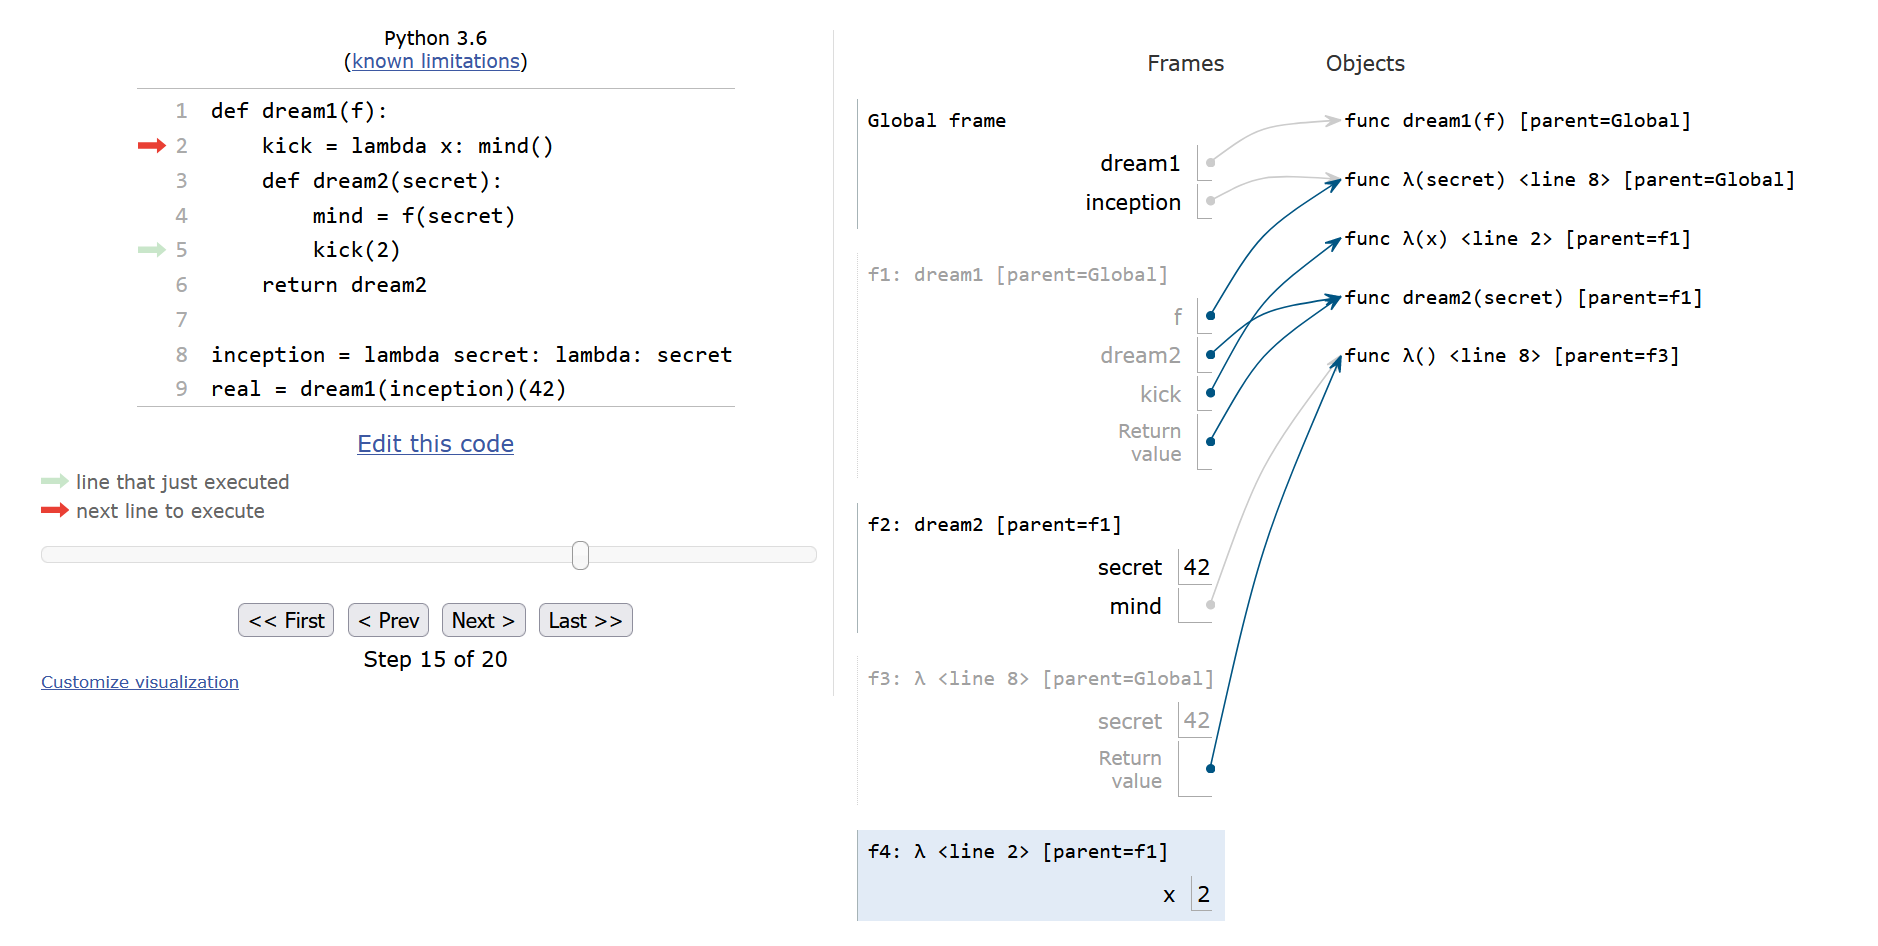 Python 3.6
(known limitations)
1 def dream1(f):
2     kick = lambda x: mind()
3     def dream2(secret):
4         mind = f(secret)
5         kick(2)
6     return dream2
7
8 inception = lambda secret: lambda: secret
9 real = dream1(inception)(42)
Edit this code
line that just executed
next line to execute
<< First < Prev Next > Last >>
Step 15 of 20
Customize visualization
Frames Objects
Global frame
dream1
inception
f1: dream1 [parent=Global]
f
dream2
kick
Return
value
f2: dream2 [parent=f1]
secret 42
mind
f3: λ <line 8> [parent=Global]
secret 42
Return
value
f4: λ <line 2> [parent=f1]
x 2
func dream1(f) [parent=Global]
func λ(secret) <line 8> [parent=Global]
func λ(x) <line 2> [parent=f1]
func dream2(secret) [parent=f1]
func λ() <line 8> [parent=f3]